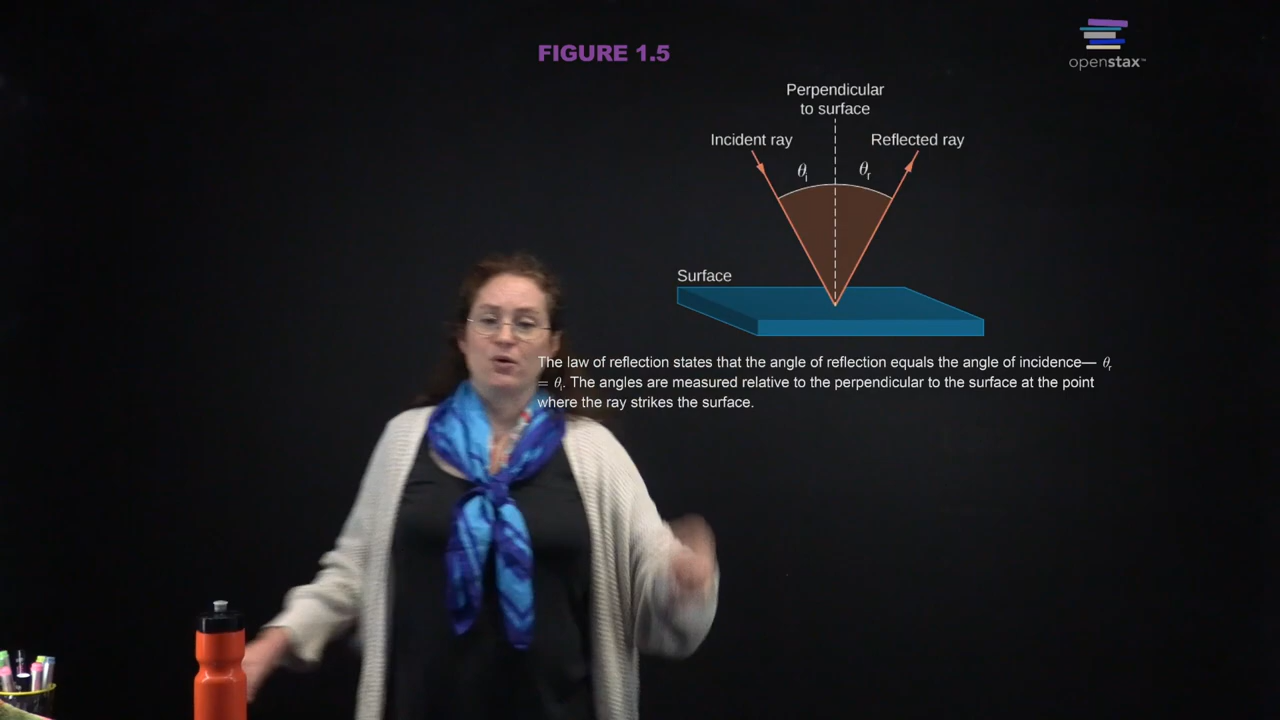 FIGURE 1.5
openstax™
Perpendicular
to surface
Incident ray
Reflected ray
θi
θr
Surface
The law of reflection states that the angle of reflection equals the angle of incidence— θr
= θi. The angles are measured relative to the perpendicular to the surface at the point
where the ray strikes the surface.